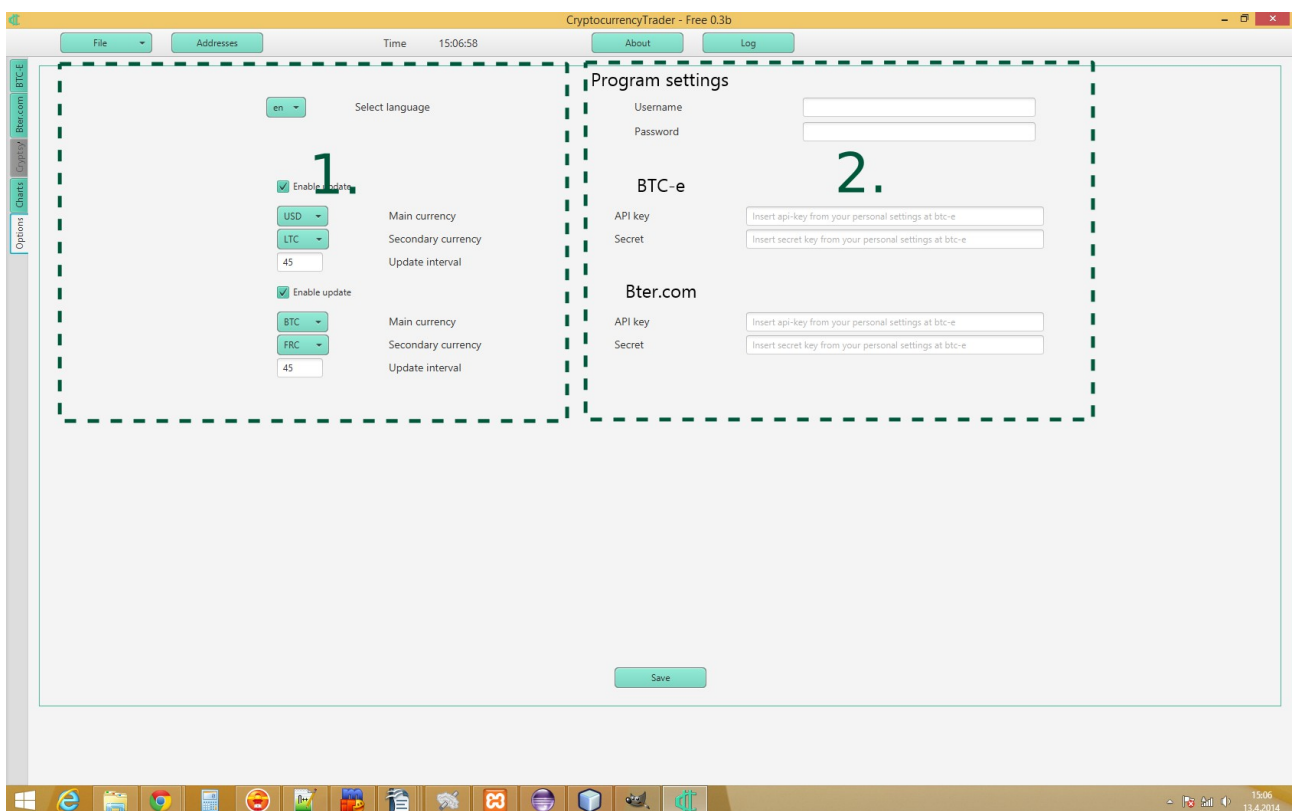 CryptocurrencyTrader - Free 0.3b
File Addresses Time 15:06:58 About Log
BTC-E
Bter.com
Cryptsy
Charts
Options
1.
en Select language
Enable update
USD Main currency
LTC Secondary currency
45 Update interval
Enable update
BTC Main currency
FRC Secondary currency
45 Update interval
2.
Program settings
Username
Password
BTC-e
API key Insert api-key from your personal settings at btc-e
Secret Insert secret key from your personal settings at btc-e
Bter.com
API key Insert api-key from your personal settings at btc-e
Secret Insert secret key from your personal settings at btc-e
Save
15:06
13.4.2014